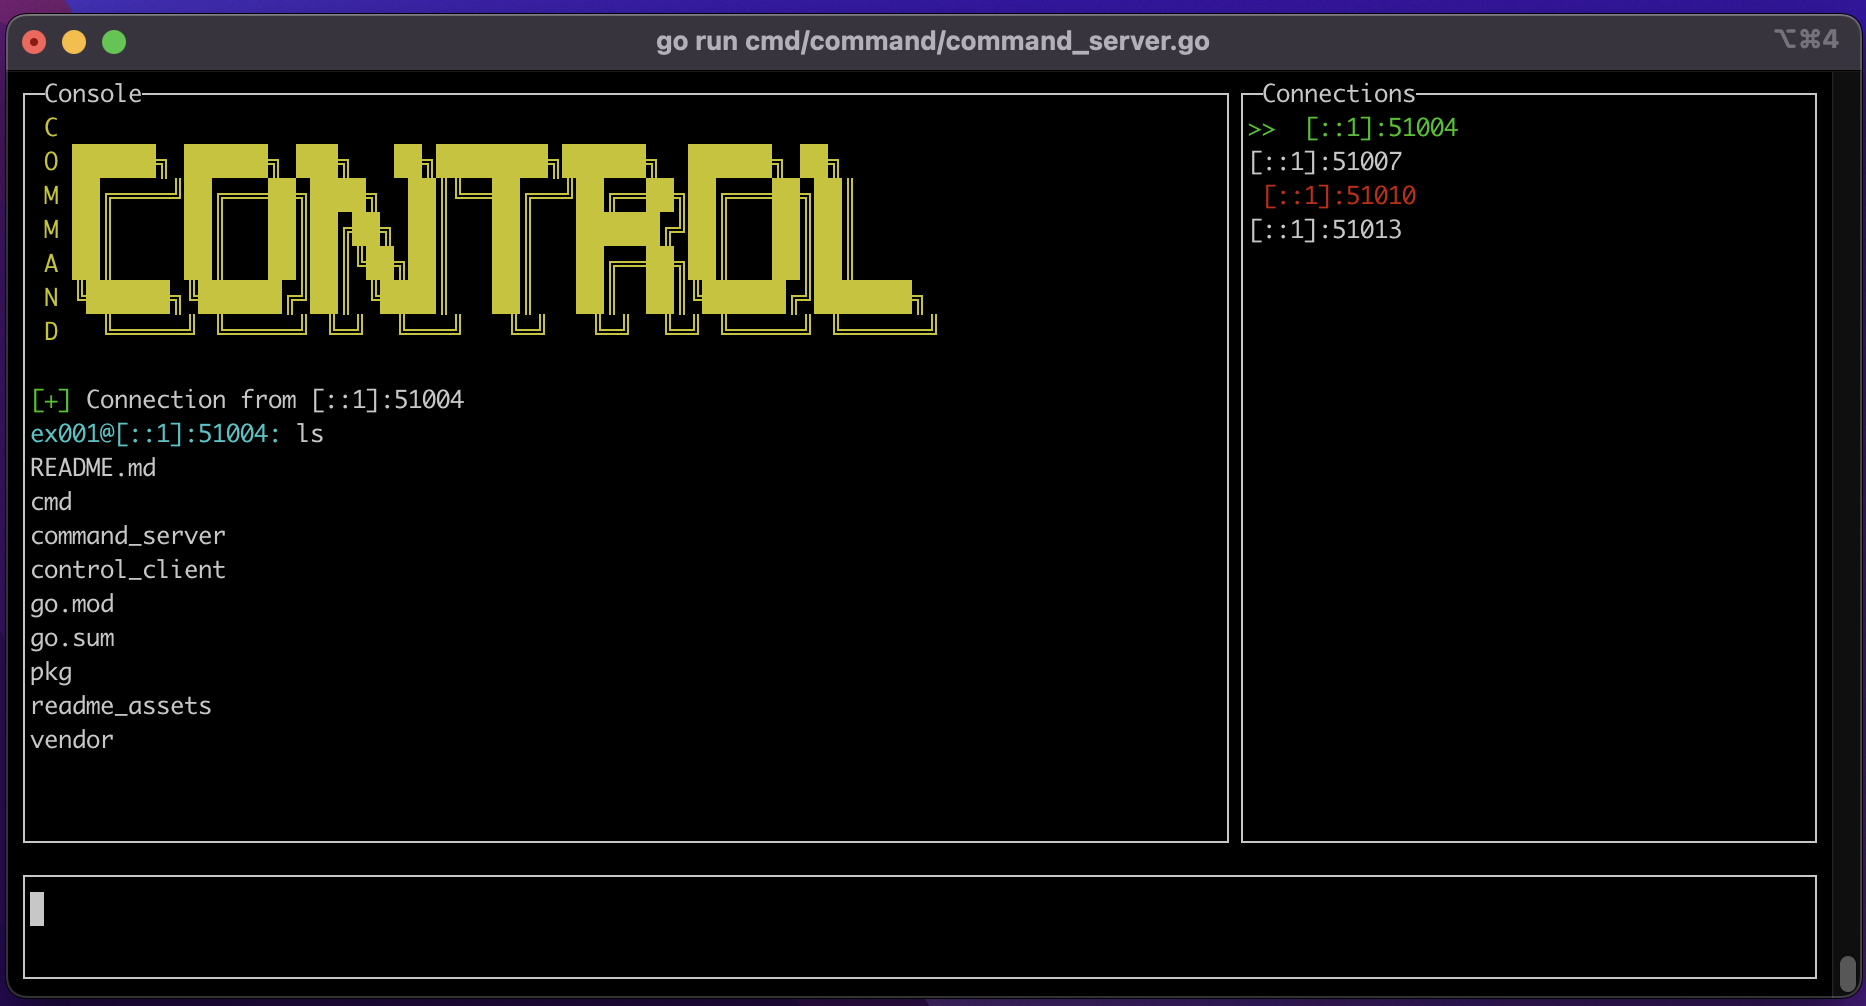 go run cmd/command/command_server.go
⌥⌘4
Console
C
O
M
M
A
N
D
CONTROL
[+] Connection from [::1]:51004
ex001@[::1]:51004: ls
README.md
cmd
command_server
control_client
go.mod
go.sum
pkg
readme_assets
vendor
Connections
>>  [::1]:51004
[::1]:51007
[::1]:51010
[::1]:51013